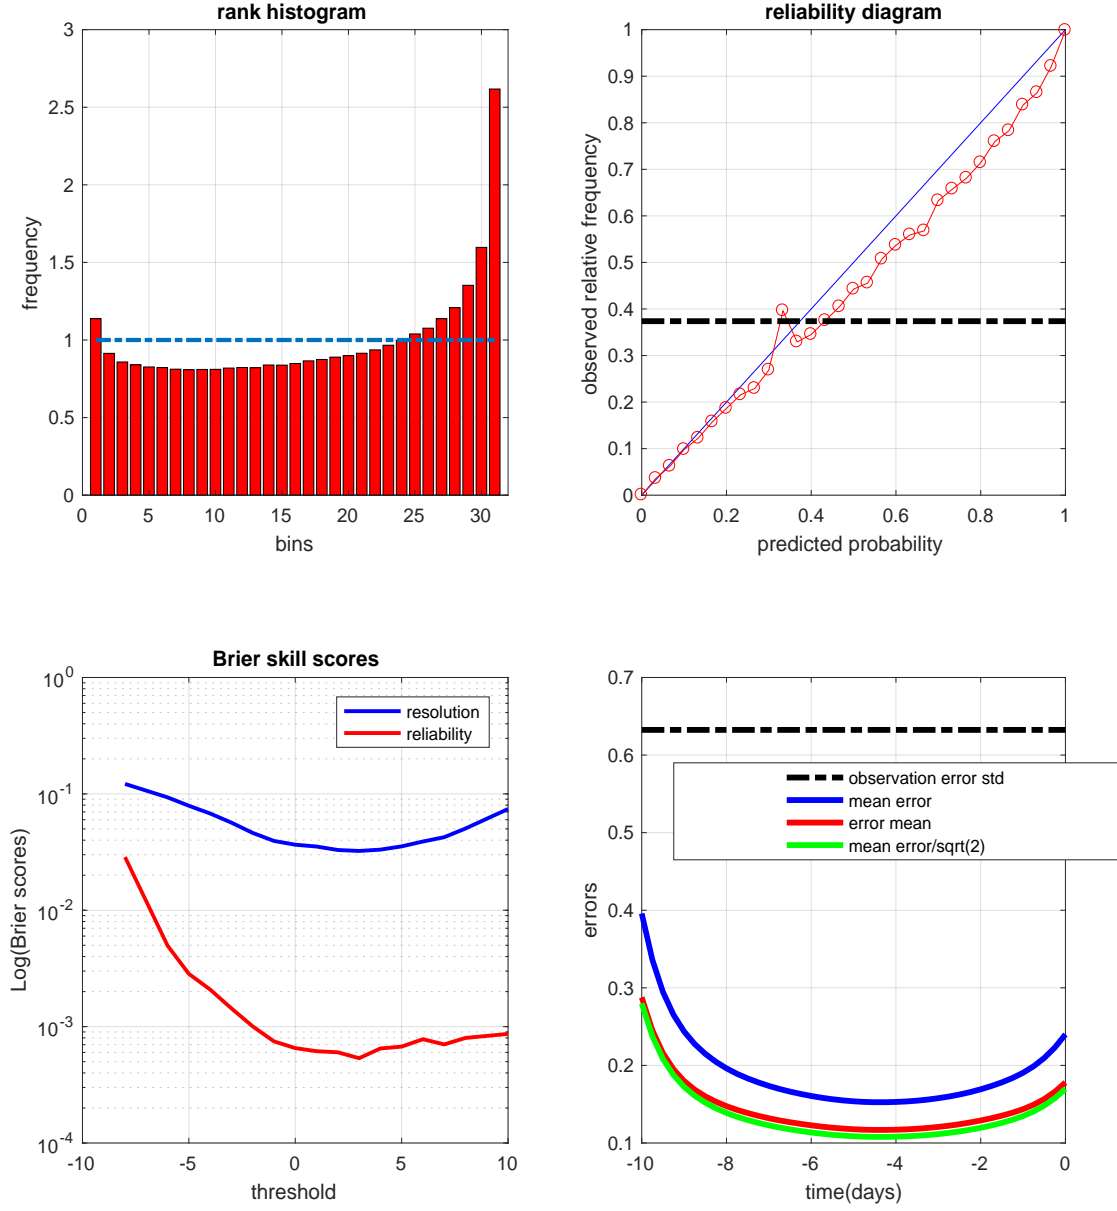 rank histogram
3
2.5
2
1.5
1
0.5
0
frequency
0 5 10 15 20 25 30
bins
reliability diagram
1
0.9
0.8
0.7
0.6
0.5
0.4
0.3
0.2
0.1
0
observed relative frequency
0 0.2 0.4 0.6 0.8 1
predicted probability
Brier skill scores
10^0
10^-1
10^-2
10^-3
10^-4
Log(Brier scores)
resolution
reliability
-10 -5 0 5 10
threshold
0.7
0.6
0.5
0.4
0.3
0.2
0.1
errors
observation error std
mean error
error mean
mean error/sqrt(2)
-10 -8 -6 -4 -2 0
time(days)